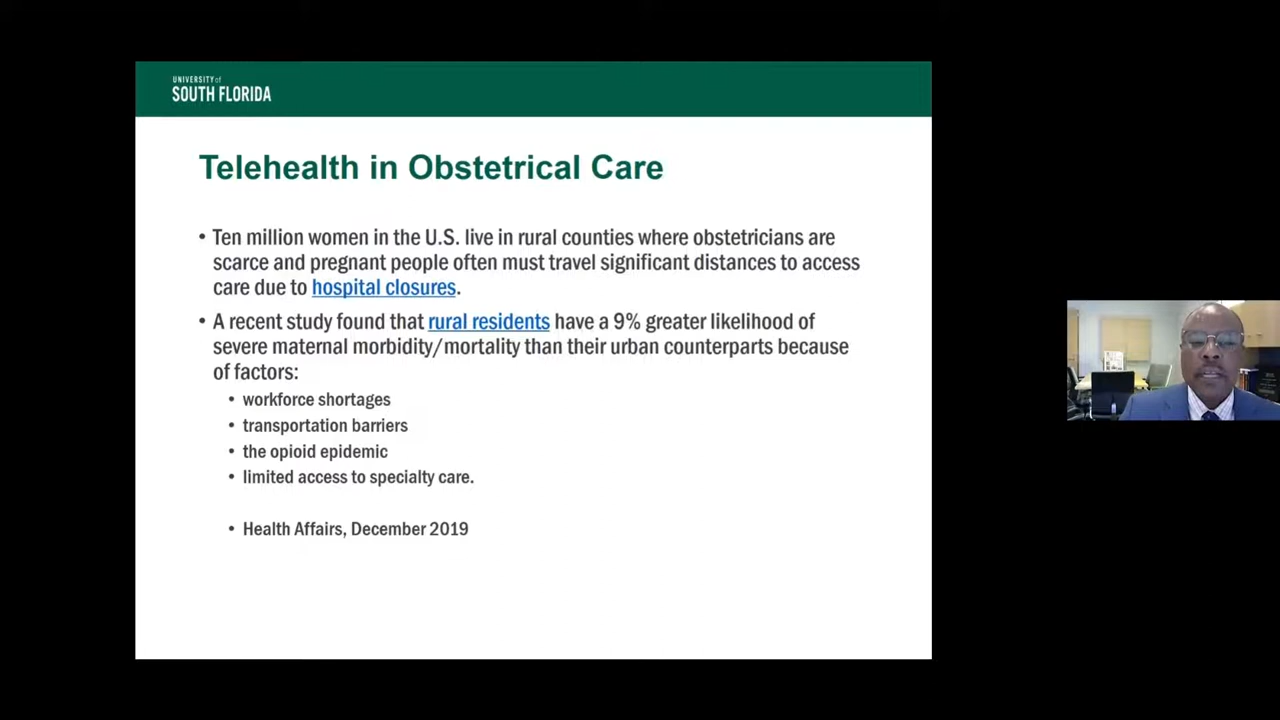 UNIVERSITY of
SOUTH FLORIDA
Telehealth in Obstetrical Care
• Ten million women in the U.S. live in rural counties where obstetricians are
scarce and pregnant people often must travel significant distances to access
care due to hospital closures.
• A recent study found that rural residents have a 9% greater likelihood of
severe maternal morbidity/mortality than their urban counterparts because
of factors:
• workforce shortages
• transportation barriers
• the opioid epidemic
• limited access to specialty care.
• Health Affairs, December 2019